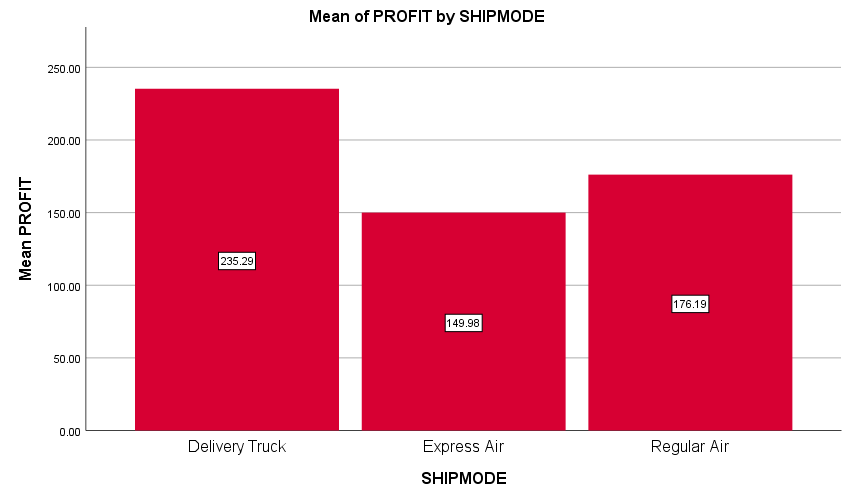 Mean of PROFIT by SHIPMODE
250.00
200.00
150.00
100.00
50.00
0.00
Mean PROFIT
235.29
149.98
176.19
Delivery Truck
Express Air
Regular Air
SHIPMODE